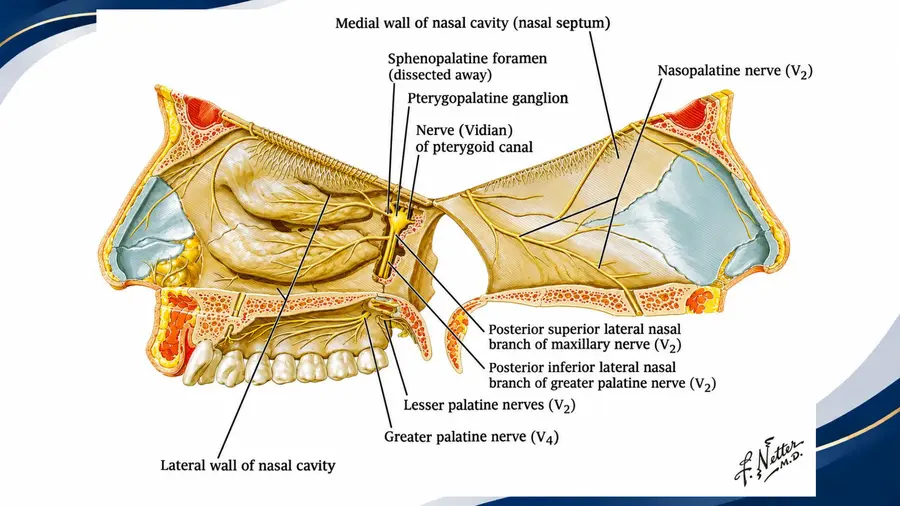 Medial wall of nasal cavity (nasal septum)
Sphenopalatine foramen
(dissected away)
Nasopalatine nerve (V₂)
Pterygopalatine ganglion
Nerve (Vidian)
of pterygoid canal
Posterior superior lateral nasal
branch of maxillary nerve (V₂)
Posterior inferior lateral nasal
branch of greater palatine nerve (V₂)
Lesser palatine nerves (V₂)
Greater palatine nerve (V₄)
Lateral wall of nasal cavity
F. Netter
M.D.